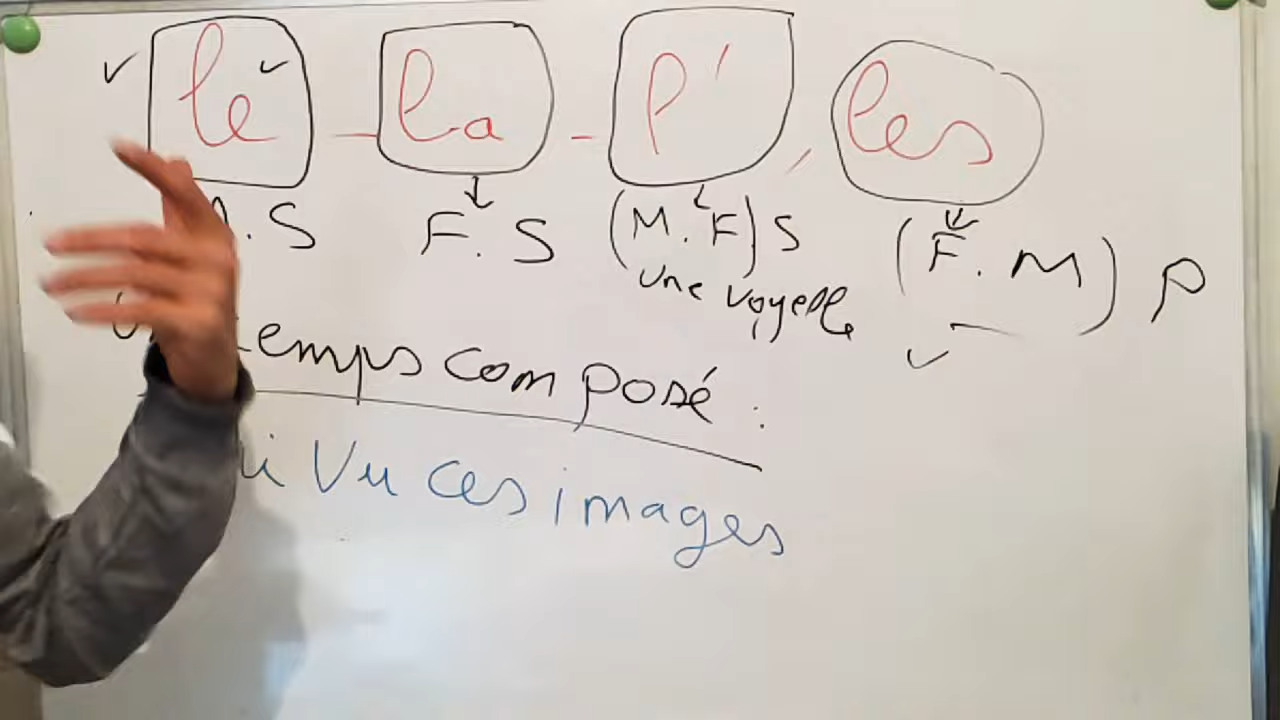 le - la - l' , les
.S F.S (M.F) S (F.M) P
une voyelle
temps composé :
i vu ces images